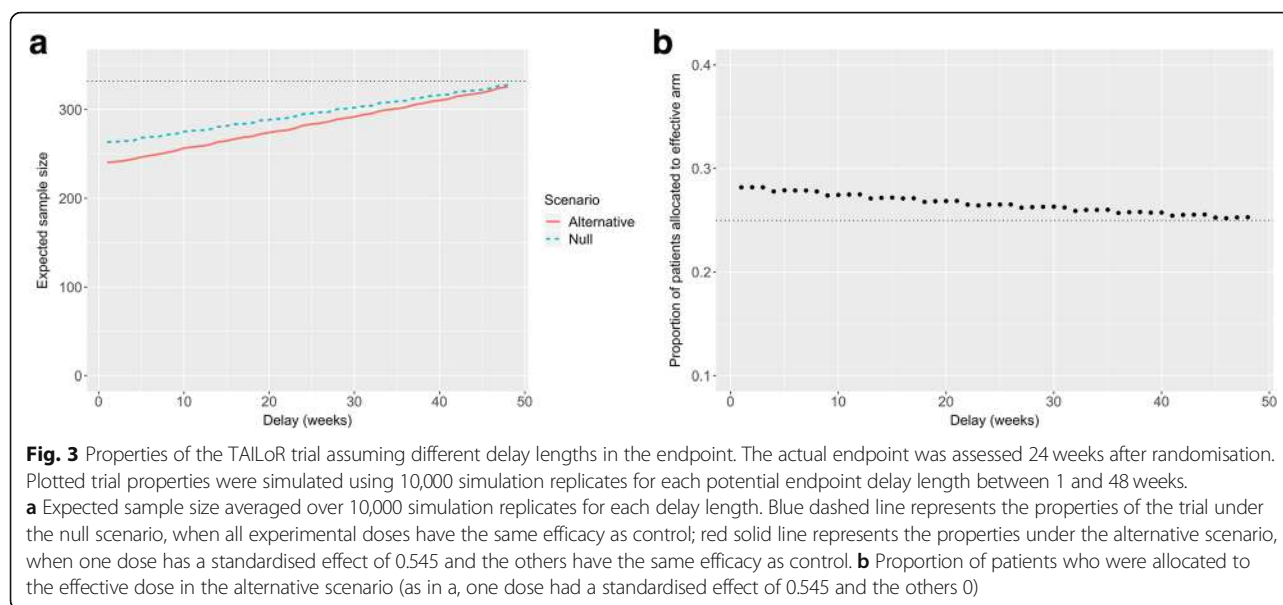 a
300
200
100
0
Expected sample size
0
10
20
30
40
50
Delay (weeks)
Scenario
Alternative
Null
b
0.4
0.3
0.2
0.1
Proportion of patients allocated to effective arm
0
10
20
30
40
50
Delay (weeks)
Fig. 3 Properties of the TAILoR trial assuming different delay lengths in the endpoint. The actual endpoint was assessed 24 weeks after randomisation.
Plotted trial properties were simulated using 10,000 simulation replicates for each potential endpoint delay length between 1 and 48 weeks.
a Expected sample size averaged over 10,000 simulation replicates for each delay length. Blue dashed line represents the properties of the trial under
the null scenario, when all experimental doses have the same efficacy as control; red solid line represents the properties under the alternative scenario,
when one dose has a standardised effect of 0.545 and the others have the same efficacy as control. b Proportion of patients who were allocated to
the effective dose in the alternative scenario (as in a, one dose had a standardised effect of 0.545 and the others 0)